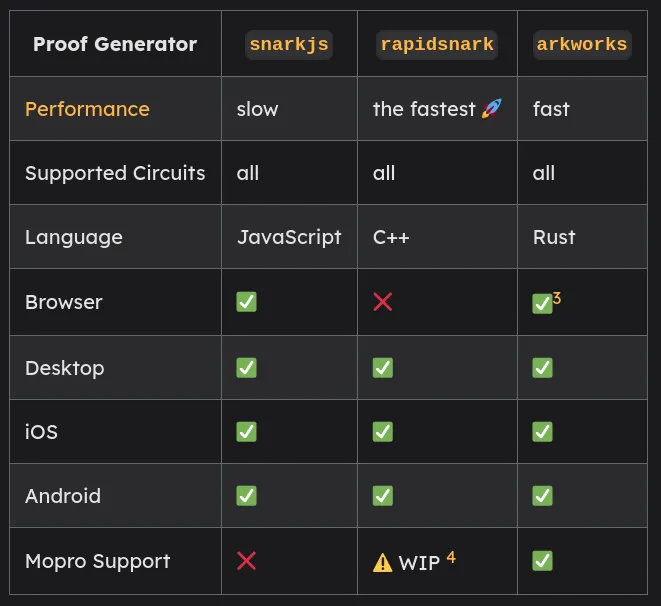 Proof Generator snarkjs rapidsnark arkworks
Performance slow the fastest 🚀 fast
Supported Circuits all all all
Language JavaScript C++ Rust
Browser ✅ ❌ ✅3
Desktop ✅ ✅ ✅
iOS ✅ ✅ ✅
Android ✅ ✅ ✅
Mopro Support ❌ ⚠️ WIP 4 ✅